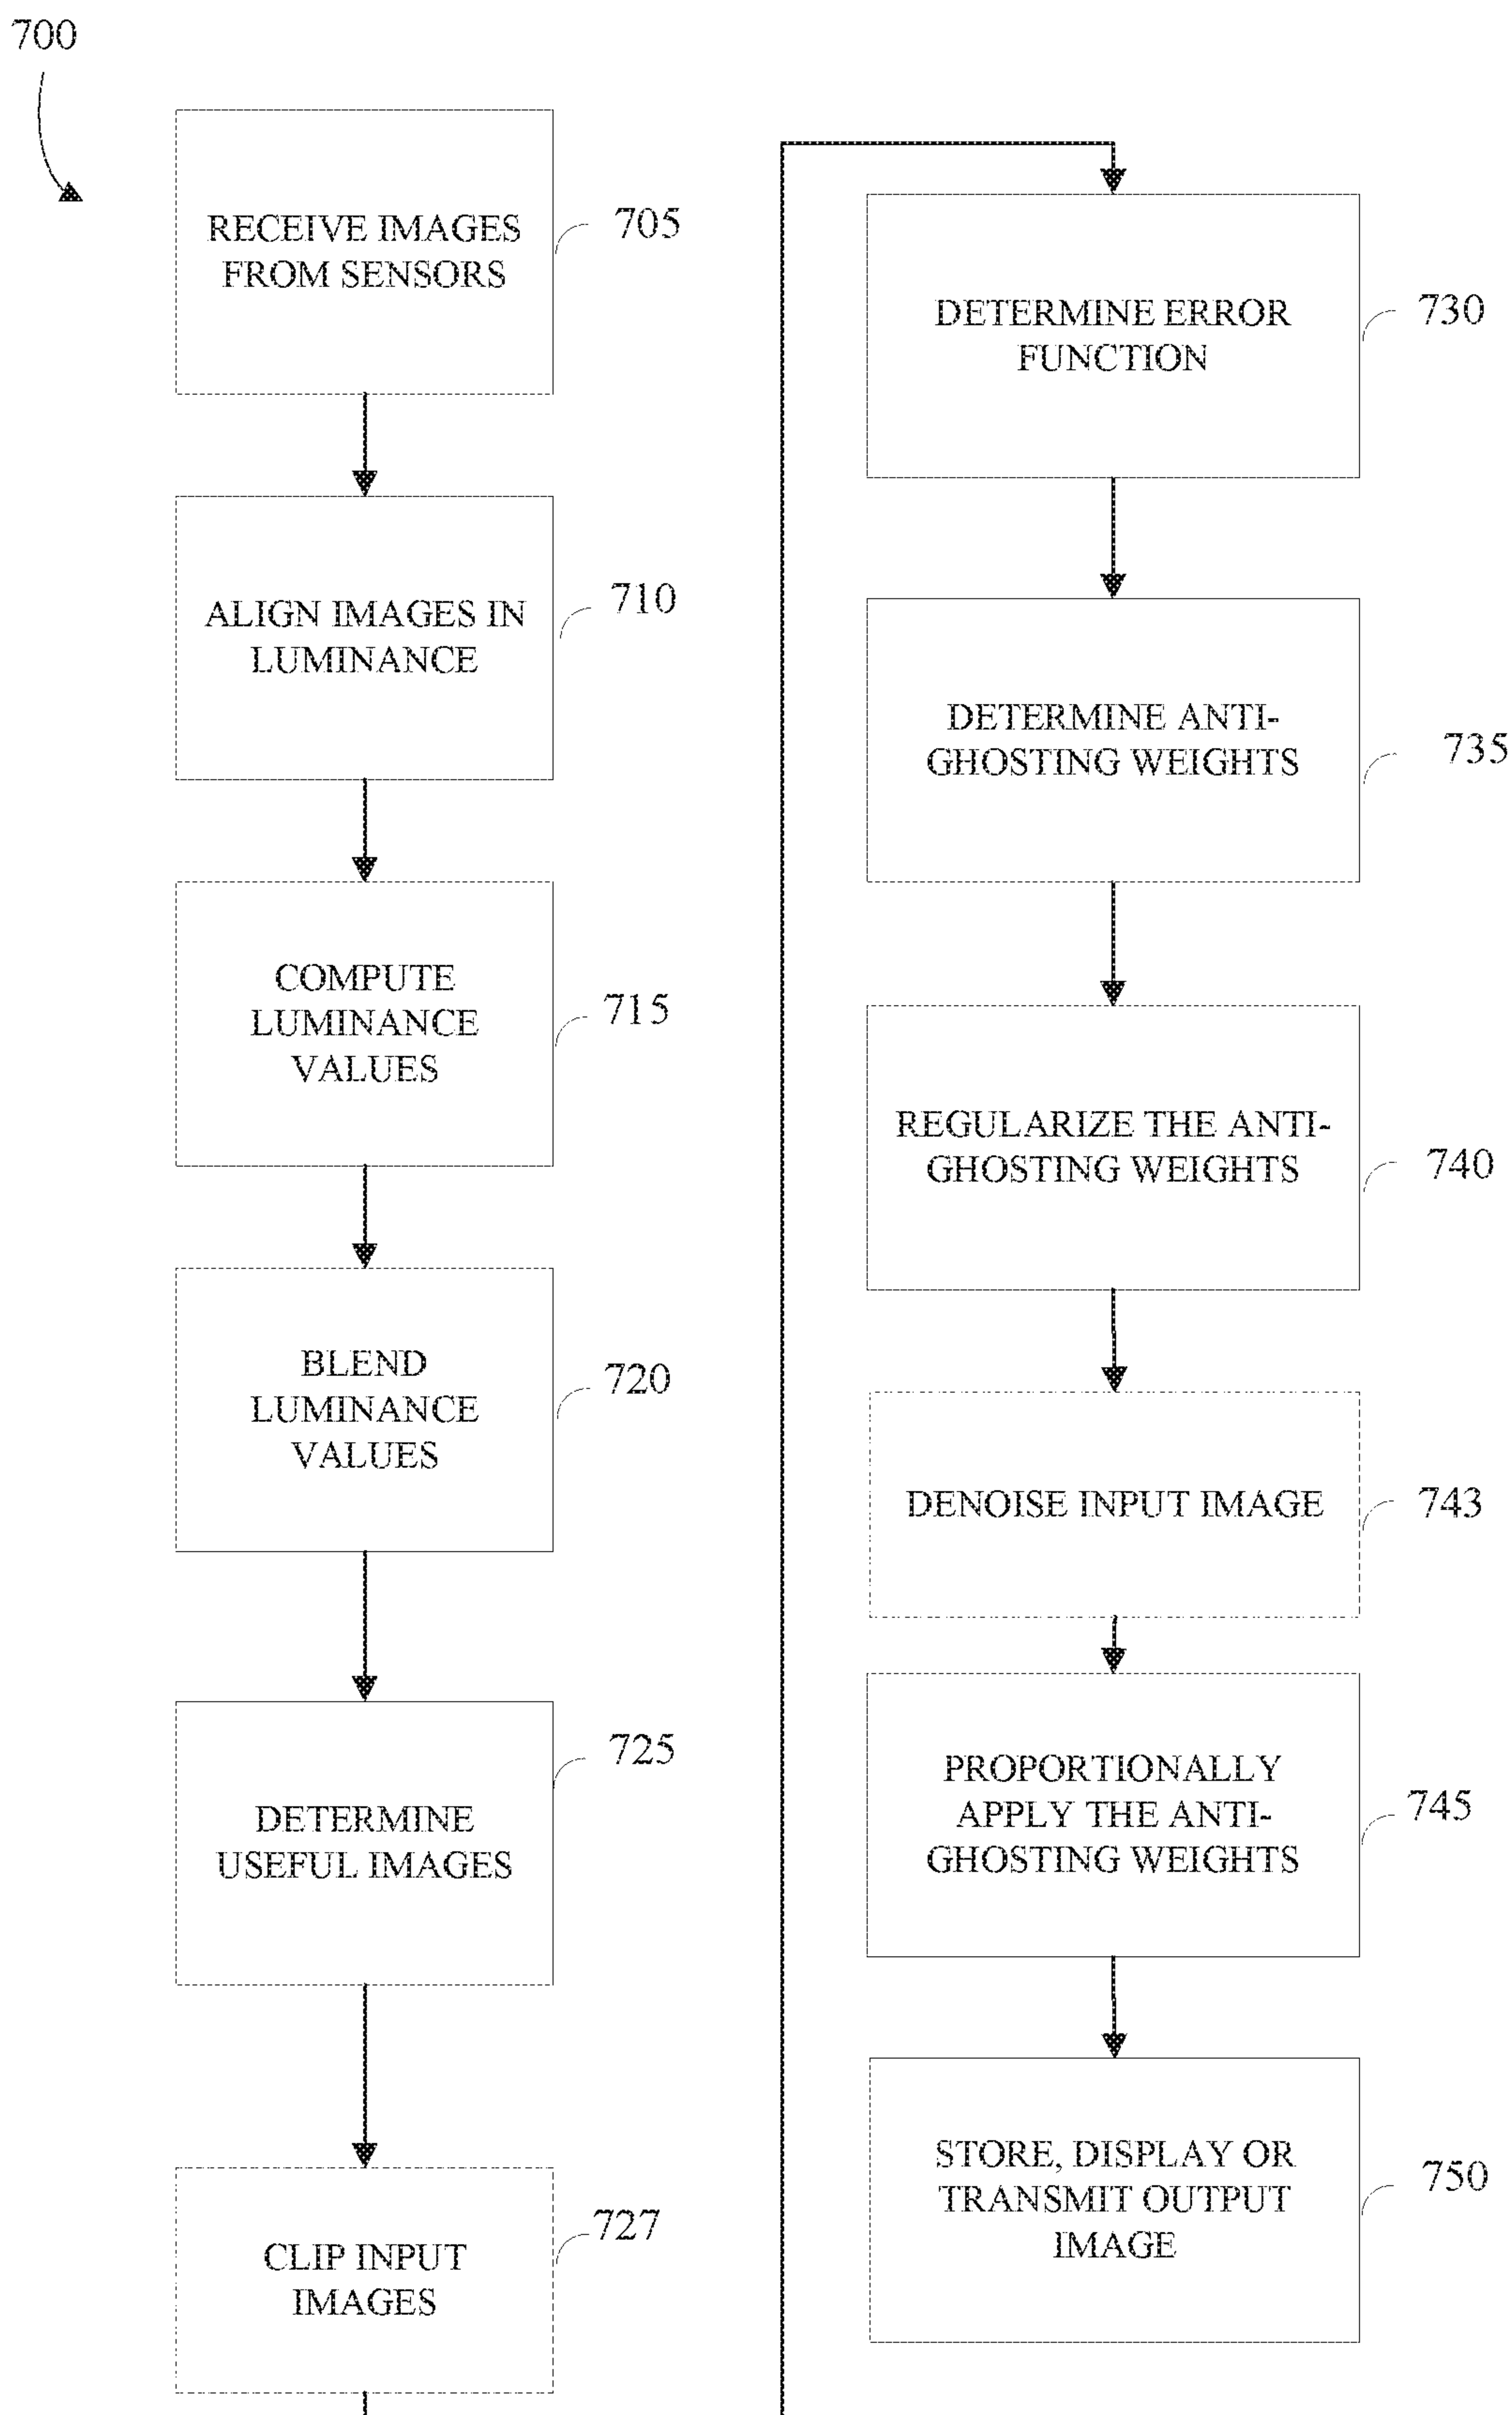 700
RECEIVE IMAGES
FROM SENSORS
705
ALIGN IMAGES IN
LUMINANCE
710
COMPUTE
LUMINANCE
VALUES
715
BLEND
LUMINANCE
VALUES
720
DETERMINE
USEFUL IMAGES
725
CLIP INPUT
IMAGES
727
DETERMINE ERROR
FUNCTION
730
DETERMINE ANTI-
GHOSTING WEIGHTS
735
REGULARIZE THE ANTI-
GHOSTING WEIGHTS
740
DENOISE INPUT IMAGE
743
PROPORTIONALLY
APPLY THE ANTI-
GHOSTING WEIGHTS
745
STORE, DISPLAY OR
TRANSMIT OUTPUT
IMAGE
750